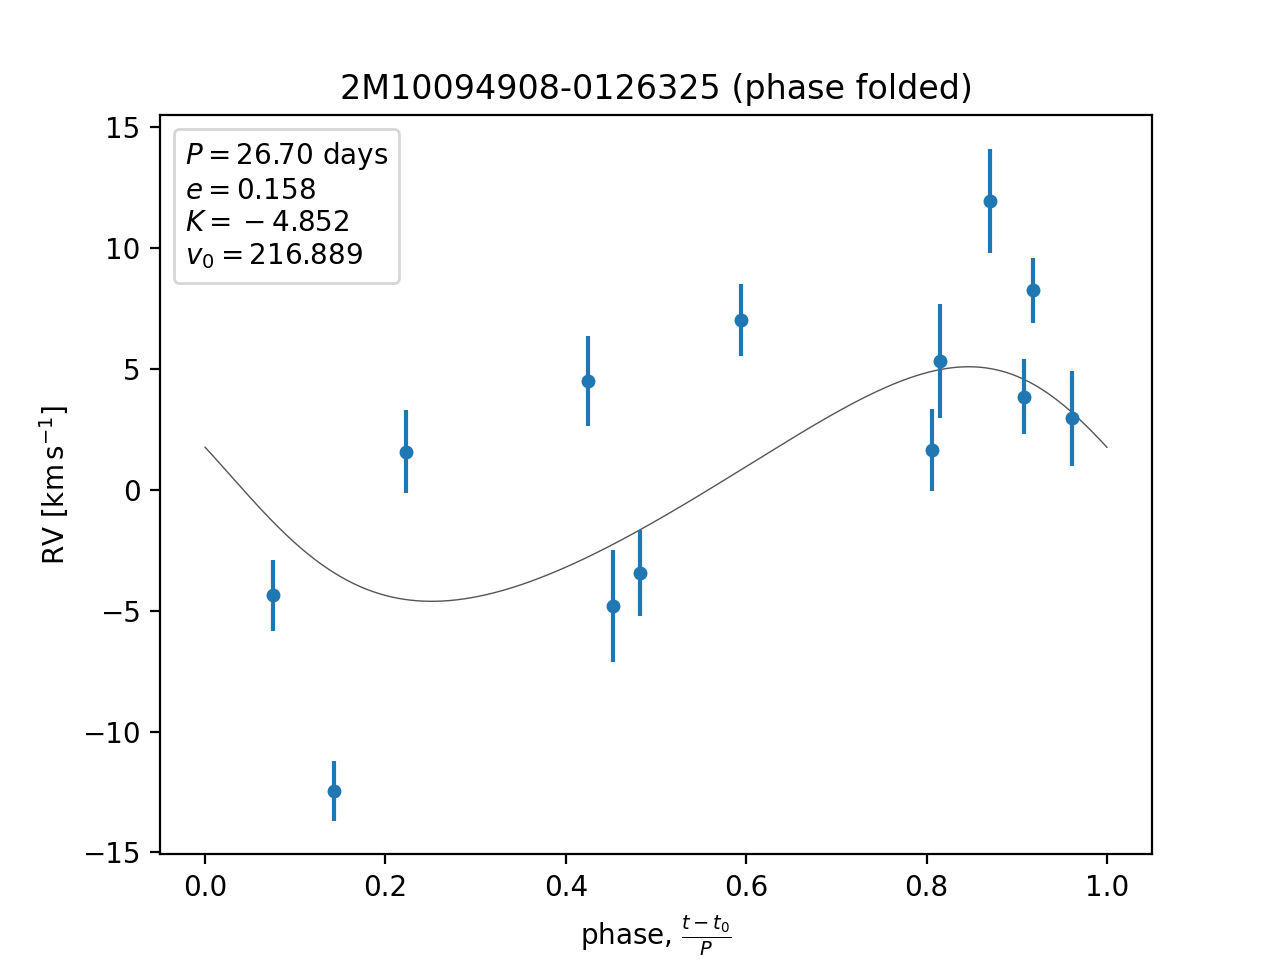 2M10094908-0126325 (phase folded)
P = 26.70 days
e = 0.158
K = −4.852
v₀ = 216.889
15
10
5
0
−5
−10
−15
RV [km s⁻¹]
0.0 0.2 0.4 0.6 0.8 1.0
phase, (t − t₀)/P